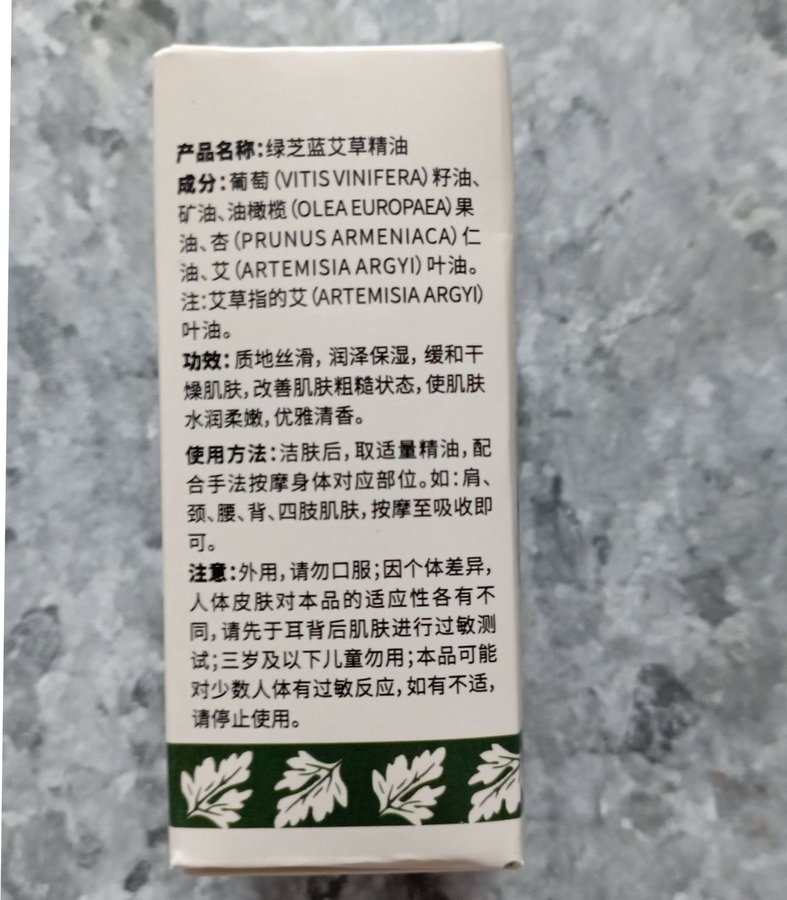 产品名称：绿芝蓝艾草精油
成分：葡萄（VITIS VINIFERA）籽油、
矿油、油橄榄（OLEA EUROPAEA）果
油、杏（PRUNUS ARMENIACA）仁
油、艾（ARTEMISIA ARGYI）叶油。
注：艾草指的艾（ARTEMISIA ARGYI）
叶油。
功效：质地丝滑，润泽保湿，缓和干
燥肌肤，改善肌肤粗糙状态，使肌肤
水润柔嫩，优雅清香。
使用方法：洁肤后，取适量精油，配
合手法按摩身体对应部位。如：肩、
颈、腰、背、四肢肌肤，按摩至吸收即
可。
注意：外用，请勿口服；因个体差异，
人体皮肤对本品的适应性各有不
同，请先于耳背后肌肤进行过敏测
试；三岁及以下儿童勿用；本品可能
对少数人体有过敏反应，如有不适，
请停止使用。